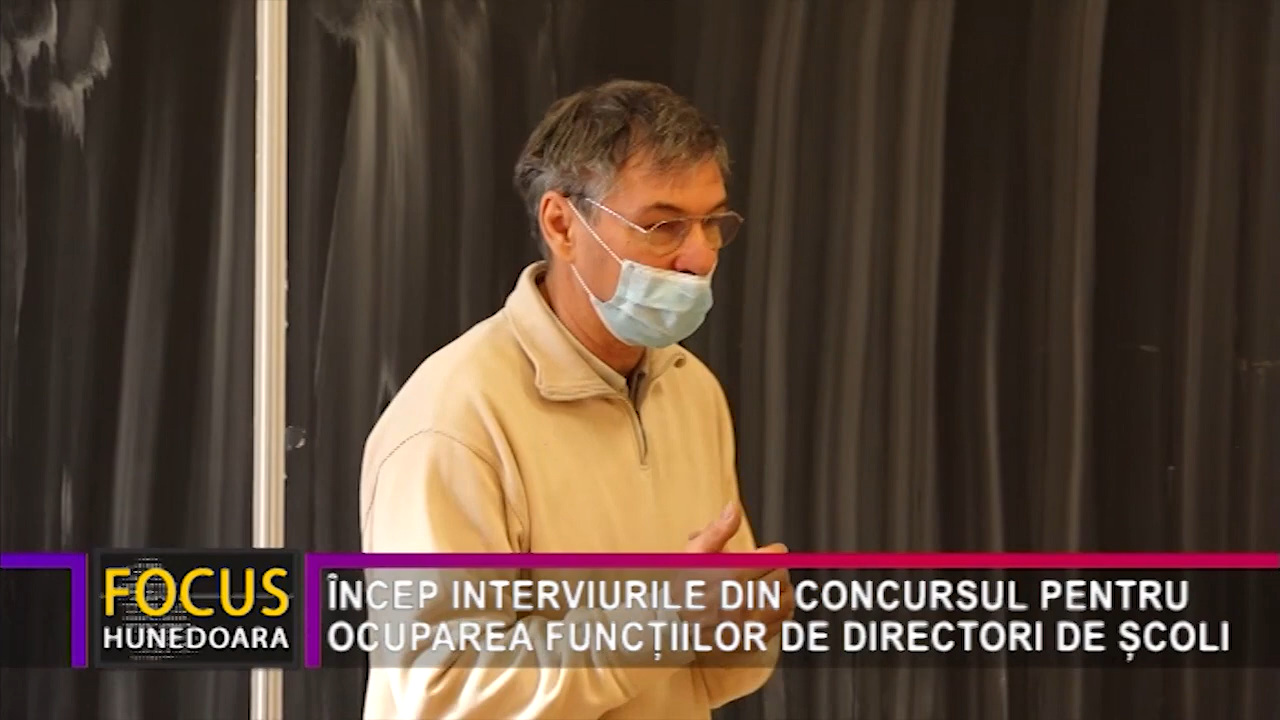 FOCUS
HUNEDOARA
ÎNCEP INTERVIURILE DIN CONCURSUL PENTRU
OCUPAREA FUNCȚIILOR DE DIRECTORI DE ȘCOLI